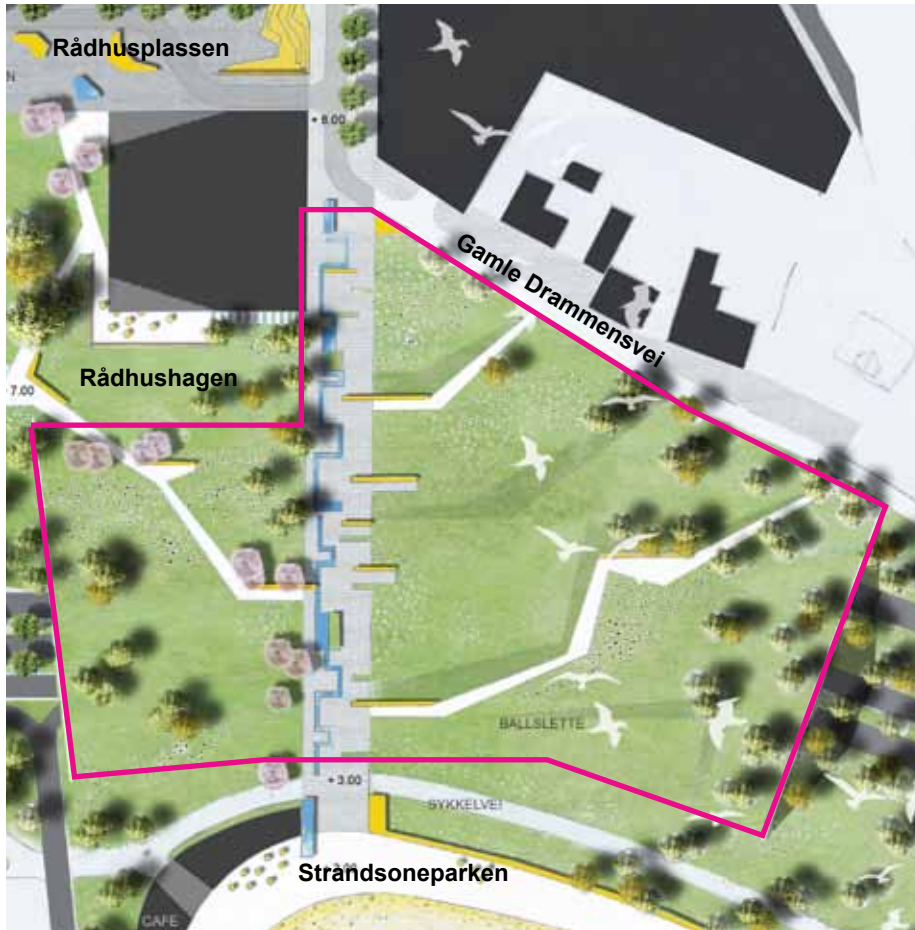 Rådhusplassen
N
+ 8.00
Gamle Drammensvei
Rådhushagen
7.00
BALLSLETTE
+ 3.00
SYKKELVEI
Strandsoneparken
CAFE